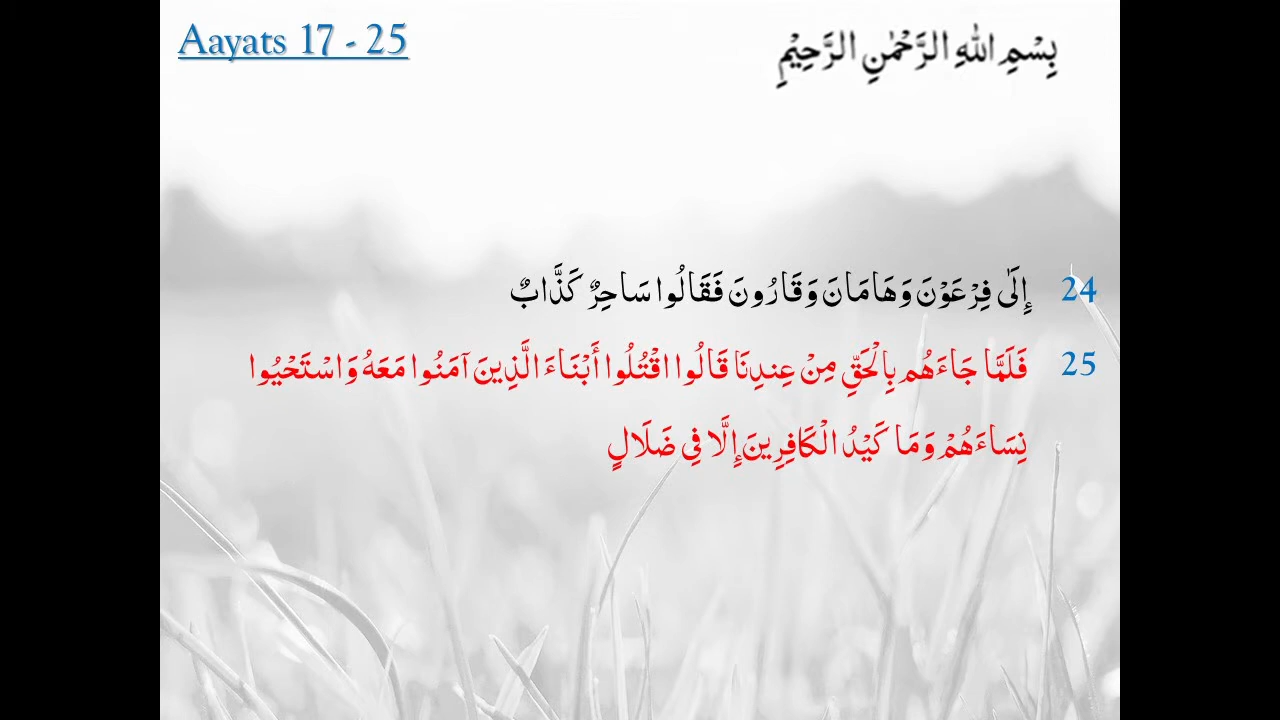 Aayats 17 - 25
بِسْمِ اللهِ الرَّحْمٰنِ الرَّحِيْمِ
24 إِلَىٰ فِرْعَوْنَ وَهَامَانَ وَقَارُونَ فَقَالُوا سَاحِرٌ كَذَّابٌ
25 فَلَمَّا جَاءَهُم بِالْحَقِّ مِنْ عِندِنَا قَالُوا اقْتُلُوا أَبْنَاءَ الَّذِينَ آمَنُوا مَعَهُ وَاسْتَحْيُوا
نِسَاءَهُمْ وَمَا كَيْدُ الْكَافِرِينَ إِلَّا فِي ضَلَالٍ